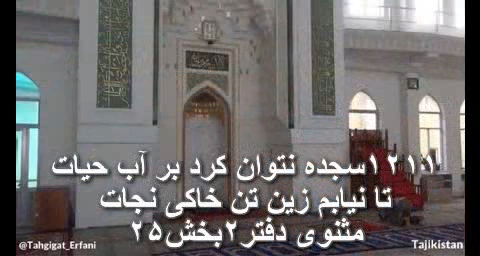 ۱۲۱۱سجده نتوان کرد بر آب حیات
تا نیابم زین تن خاکی نجات
مثنوی دفتر۲بخش۲۵
@Tahgigat_Erfani
Tajikistan